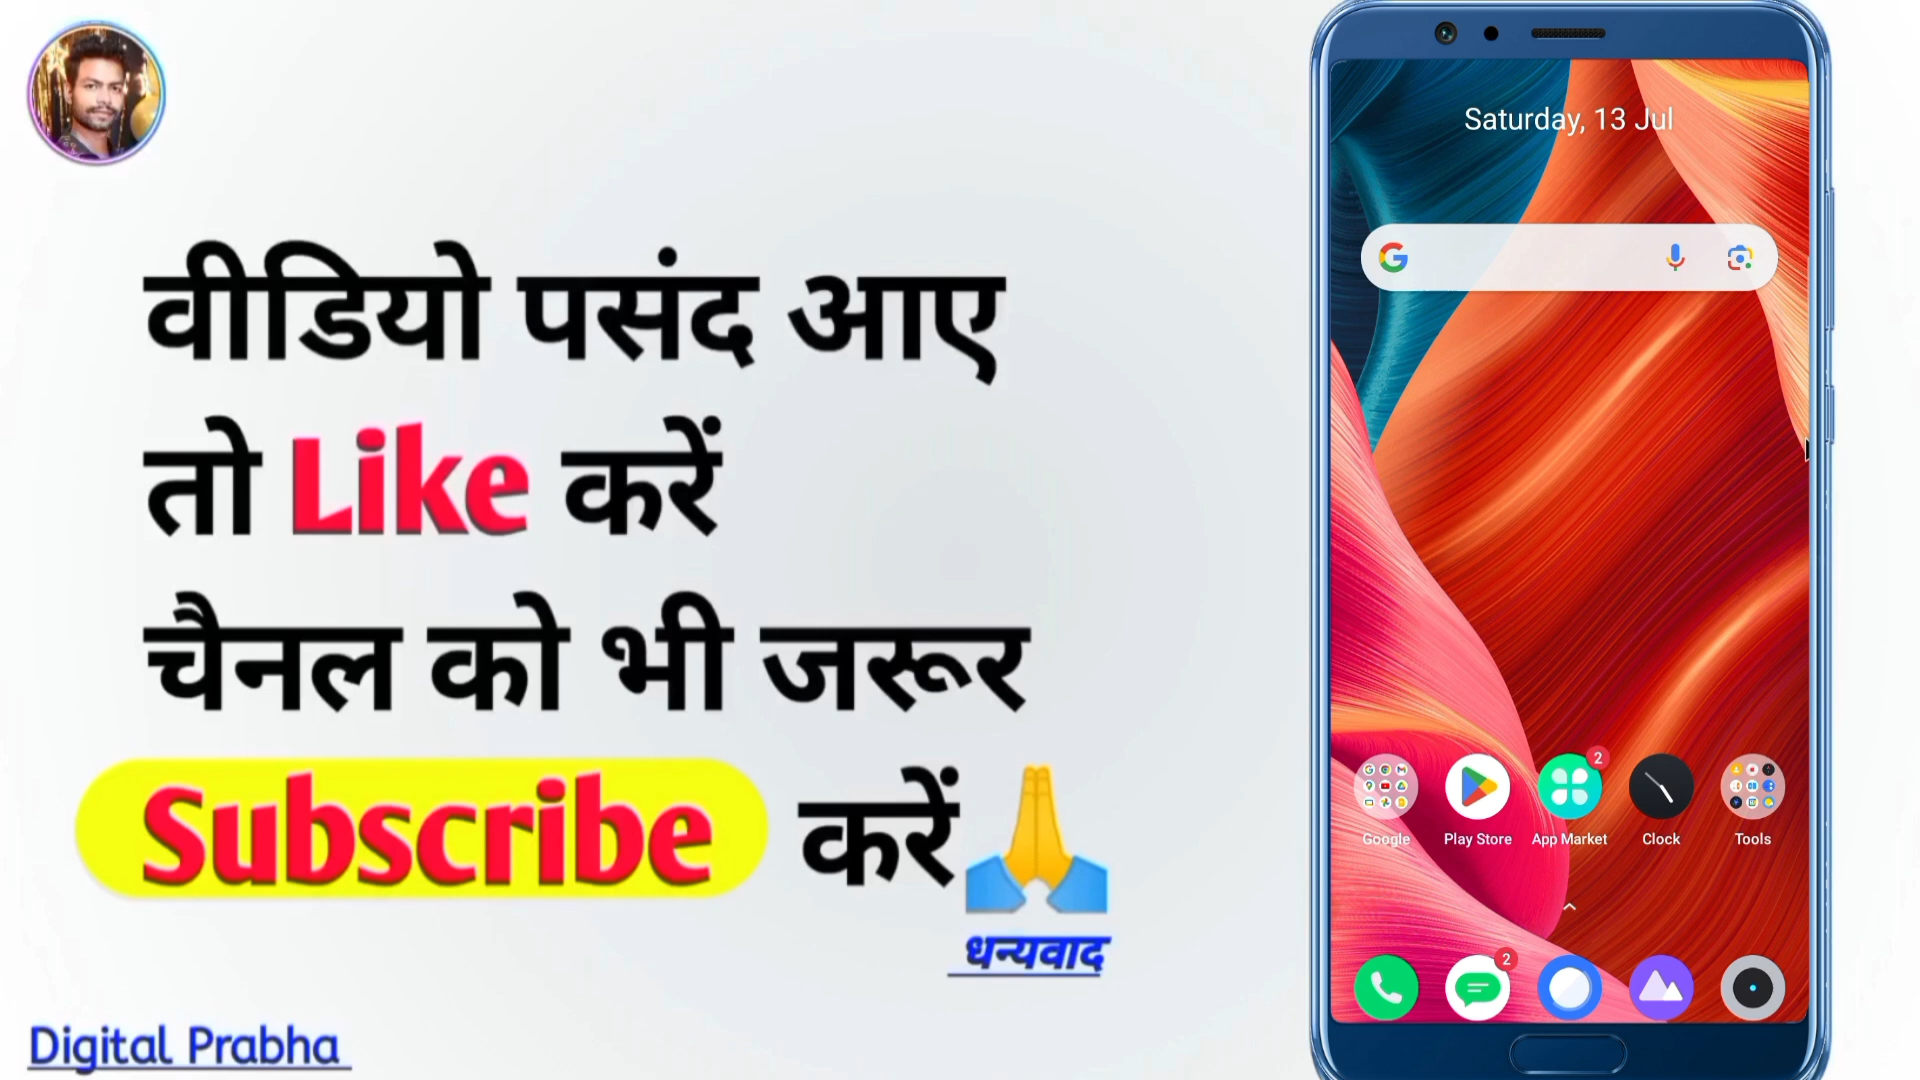 वीडियो पसंद आए
तो Like करें
चैनल को भी जरूर
Subscribe करें🙏
धन्यवाद
Digital Prabha
Saturday, 13 Jul
2
Google Play Store App Market Clock Tools
2